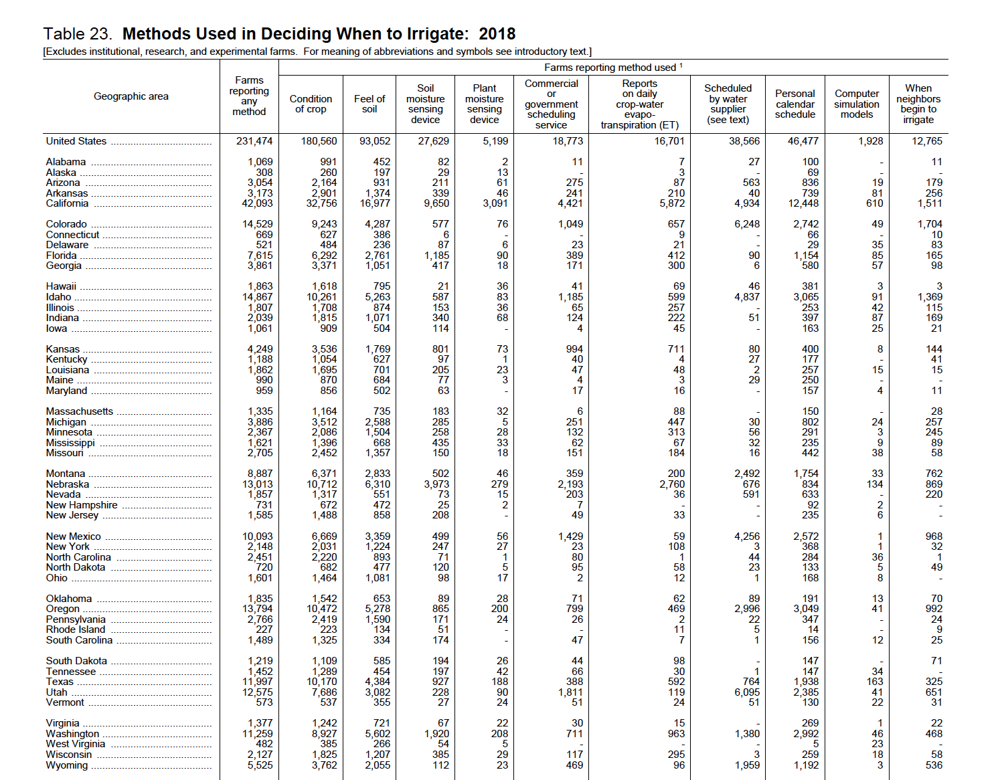 Table 23. Methods Used in Deciding When to Irrigate: 2018
[Excludes institutional, research, and experimental farms. For meaning of abbreviations and symbols see introductory text.]
Geographic area
Farms
reporting
any
method
Farms reporting method used 1
Condition
of crop
Feel of
soil
Soil
moisture
sensing
device
Plant
moisture
sensing
device
Commercial
or
government
scheduling
service
Reports
on daily
crop-water
evapo-
transpiration (ET)
Scheduled
by water
supplier
(see text)
Personal
calendar
schedule
Computer
simulation
models
When
neighbors
begin to
irrigate
United States 231,474 180,560 93,052 27,629 5,199 18,773 16,701 38,566 46,477 1,928 12,765
Alabama 1,069 991 452 82 2 11 7 27 100 - 11
Alaska 308 260 197 29 13 - 3 - 69 - -
Arizona 3,054 2,164 931 211 61 275 87 563 836 19 179
Arkansas 3,173 2,901 1,374 339 46 241 210 40 739 81 256
California 42,093 32,756 16,977 9,650 3,091 4,421 5,872 4,934 12,448 610 1,511
Colorado 14,529 9,243 4,287 577 76 1,049 657 6,248 2,742 49 1,704
Connecticut 669 627 386 6 - - 9 - 66 - 10
Delaware 521 484 236 87 6 23 21 - 29 35 83
Florida 7,615 6,292 2,761 1,185 90 389 412 90 1,154 85 165
Georgia 3,861 3,371 1,051 417 18 171 300 6 580 57 98
Hawaii 1,863 1,618 795 21 36 41 69 46 381 3 3
Idaho 14,867 10,261 5,263 587 83 1,185 599 4,837 3,065 91 1,369
Illinois 1,807 1,708 874 153 36 65 257 - 253 42 115
Indiana 2,039 1,815 1,071 340 68 124 222 51 397 87 169
Iowa 1,061 909 504 114 - 4 45 - 163 25 21
Kansas 4,249 3,536 1,769 801 73 994 711 80 400 8 144
Kentucky 1,188 1,054 627 97 1 40 4 27 177 - 41
Louisiana 1,862 1,695 701 205 23 47 48 2 257 15 15
Maine 990 870 684 77 3 4 3 29 250 - -
Maryland 959 856 502 63 - 17 16 - 157 4 11
Massachusetts 1,335 1,164 735 183 32 6 88 - 150 - 28
Michigan 3,886 3,512 2,588 285 5 251 447 30 802 24 257
Minnesota 2,367 2,086 1,504 258 28 132 313 56 291 3 245
Mississippi 1,621 1,396 668 435 33 62 67 32 235 9 89
Missouri 2,705 2,452 1,357 150 18 151 184 16 442 38 58
Montana 8,887 6,371 2,833 502 46 359 200 2,492 1,754 33 762
Nebraska 13,013 10,712 6,310 3,973 279 2,193 2,760 676 834 134 869
Nevada 1,857 1,317 551 73 15 203 36 591 633 - 220
New Hampshire 731 672 472 25 2 7 - - 92 2 -
New Jersey 1,585 1,488 858 208 - 49 33 - 235 6 -
New Mexico 10,093 6,669 3,359 499 56 1,429 59 4,256 2,572 1 968
New York 2,148 2,031 1,224 247 27 23 108 3 368 1 32
North Carolina 2,451 2,220 893 71 1 80 1 44 284 36 1
North Dakota 720 682 477 120 5 95 58 23 133 5 49
Ohio 1,601 1,464 1,081 98 17 2 12 1 168 8 -
Oklahoma 1,835 1,542 653 89 28 71 62 89 191 13 70
Oregon 13,794 10,472 5,278 865 200 799 469 2,996 3,049 41 992
Pennsylvania 2,766 2,419 1,590 171 24 26 2 22 347 - 24
Rhode Island 227 223 134 51 - - 11 5 14 - 9
South Carolina 1,489 1,325 334 174 - 47 7 1 156 12 25
South Dakota 1,219 1,109 585 194 26 44 98 - 147 - 71
Tennessee 1,452 1,289 454 197 42 66 30 1 147 34 -
Texas 11,997 10,170 4,384 927 188 388 592 764 1,938 163 325
Utah 12,575 7,686 3,082 228 90 1,811 119 6,095 2,385 41 651
Vermont 573 537 355 27 24 51 24 51 130 22 31
Virginia 1,377 1,242 721 67 22 30 15 - 269 1 22
Washington 11,259 8,927 5,602 1,920 208 711 963 1,380 2,992 46 468
West Virginia 482 385 266 54 5 - - - 5 23 -
Wisconsin 2,127 1,825 1,207 385 29 117 295 3 259 18 58
Wyoming 5,525 3,762 2,055 112 23 469 96 1,959 1,192 3 536